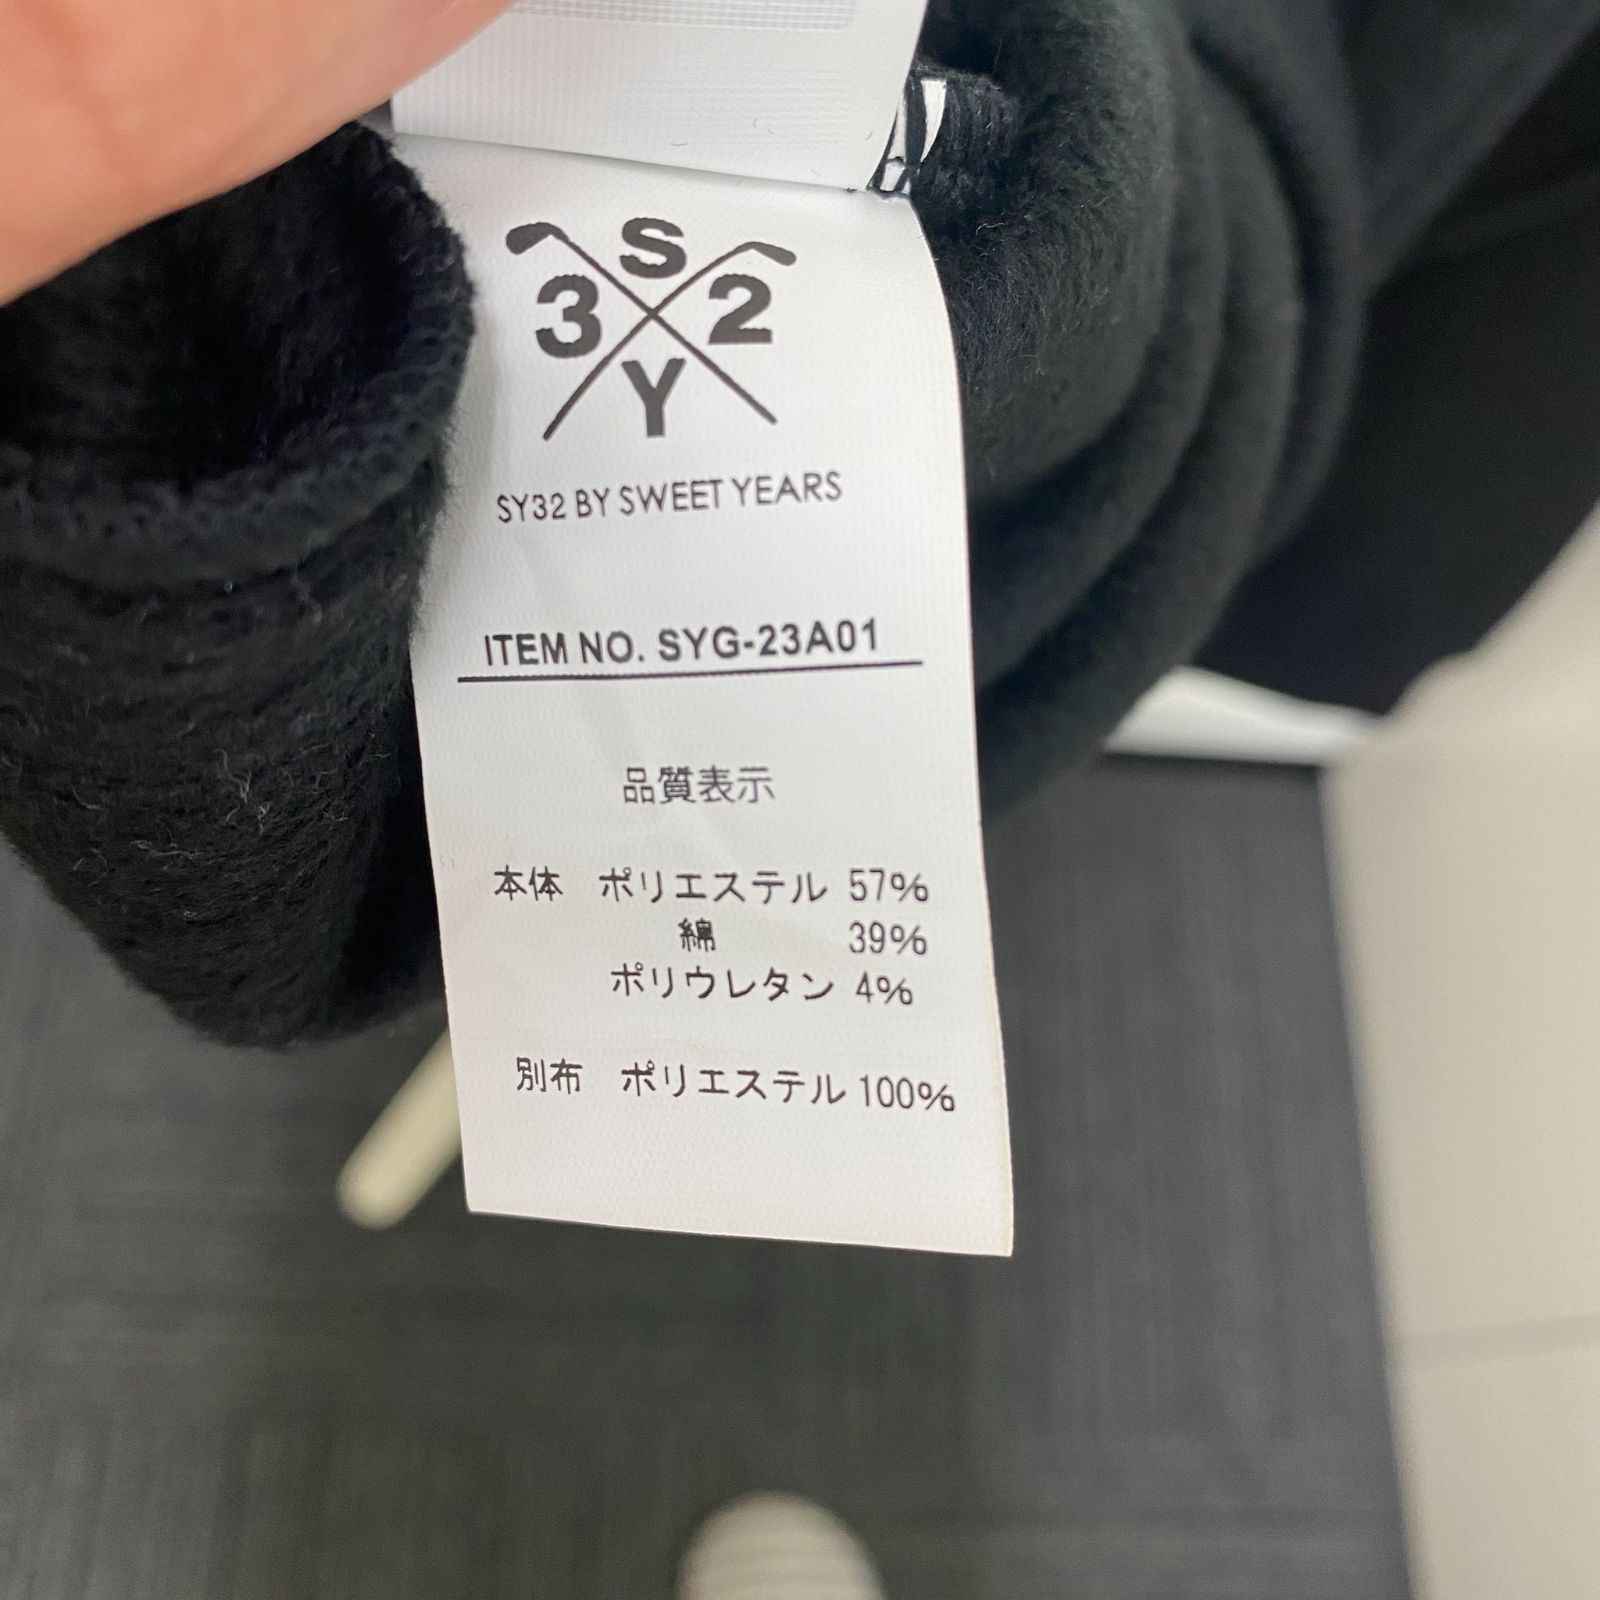 S
3 2
Y
SY32 BY SWEET YEARS
ITEM NO. SYG-23A01
品質表示
本体 ポリエステル 57%
綿 39%
ポリウレタン 4%
別布 ポリエステル 100%